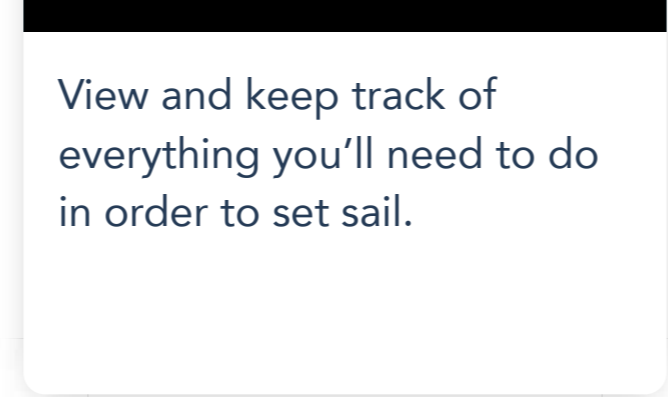 View and keep track of
everything you’ll need to do
in order to set sail.